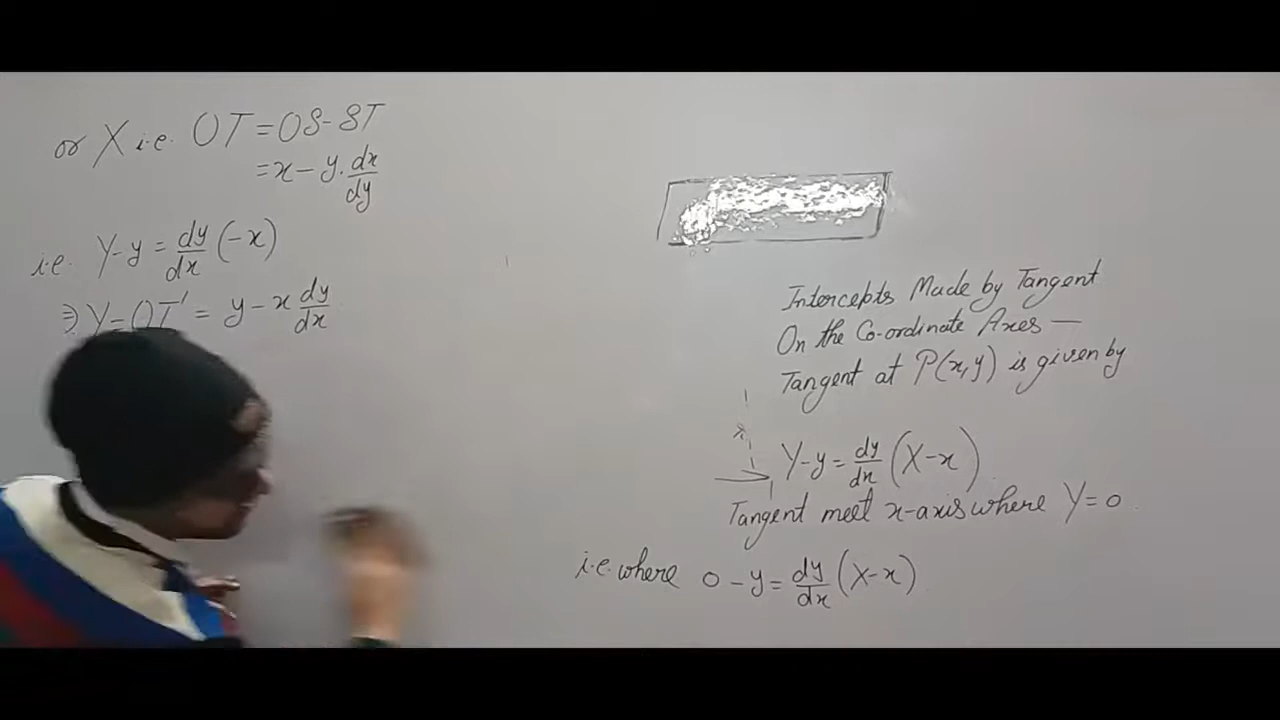 or X i.e. OT = OS - ST
= x - y. dx/dy
i.e. Y-y = dy/dx (-x)
⇒ Y = OT' = y - x dy/dx
Intercepts Made by Tangent
On the Co-ordinate Axes —
Tangent at P(x,y) is given by
Y-y = dy/dx (X-x)
Tangent meet x-axis where Y = 0
i.e. where 0 - y = dy/dx (X-x)